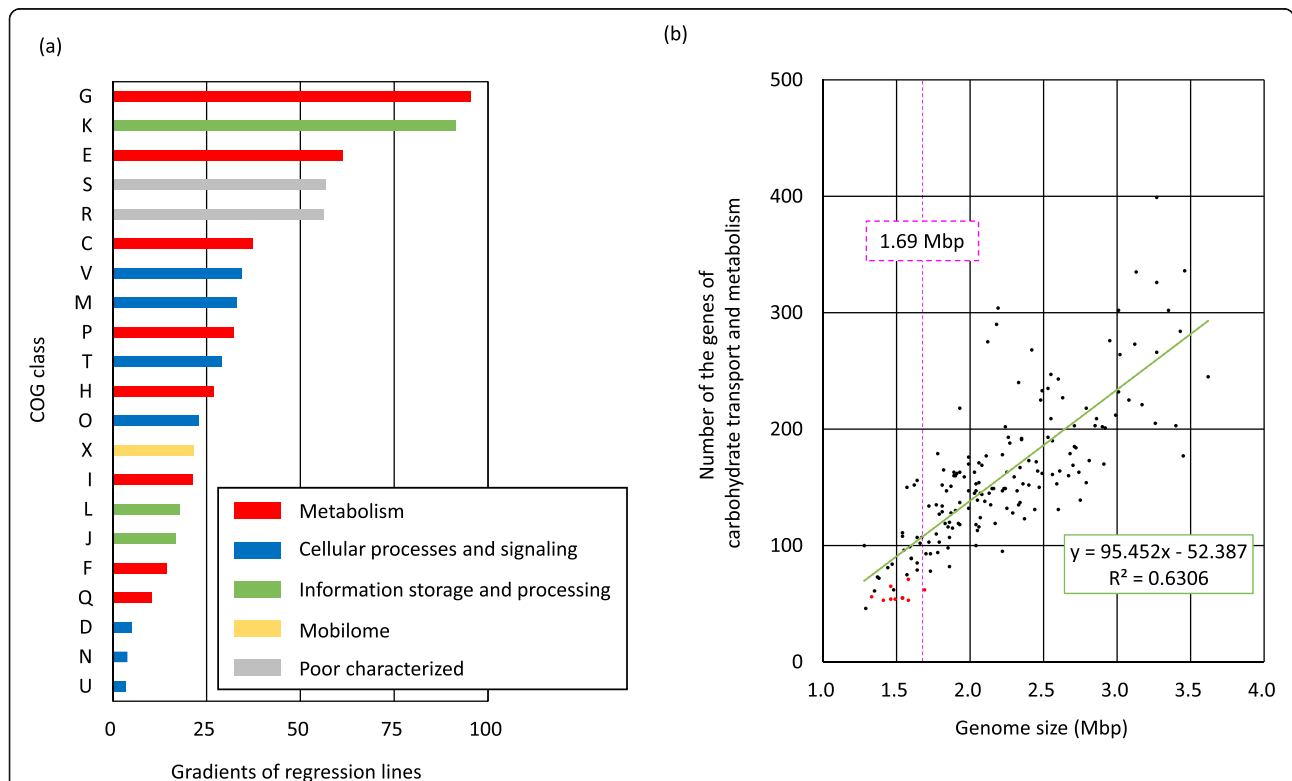 (a)
COG class
G
K
E
S
R
C
V
M
P
T
H
O
X
I
L
J
F
Q
D
N
U
Metabolism
Cellular processes and signaling
Information storage and processing
Mobilome
Poor characterized
0 25 50 75 100
Gradients of regression lines
(b)
Number of the genes of
carbohydrate transport and metabolism
500
400
300
200
100
0
1.69 Mbp
y = 95.452x - 52.387
R² = 0.6306
1.0 1.5 2.0 2.5 3.0 3.5 4.0
Genome size (Mbp)